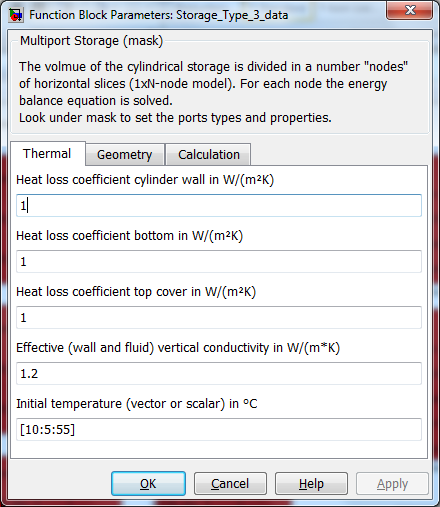 Function Block Parameters: Storage_Type_3_data
Multiport Storage (mask)
The volmue of the cylindrical storage is divided in a number "nodes"
of horizontal slices (1xN-node model). For each node the energy
balance equation is solved.
Look under mask to set the ports types and properties.
Thermal Geometry Calculation
Heat loss coefficient cylinder wall in W/(m²K)
1
Heat loss coefficient bottom in W/(m²K)
1
Heat loss coefficient top cover in W/(m²K)
1
Effective (wall and fluid) vertical conductivity in W/(m*K)
1.2
Initial temperature (vector or scalar) in °C
[10:5:55]
OK Cancel Help Apply